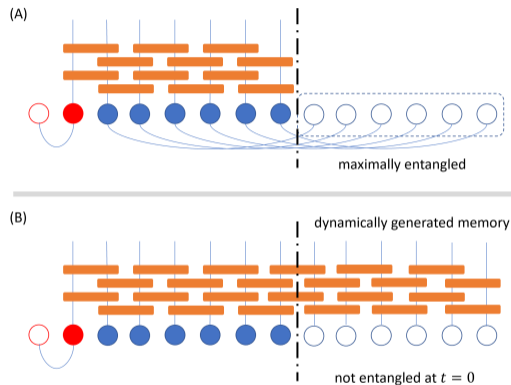 (A)
maximally entangled
(B)
dynamically generated memory
not entangled at t = 0